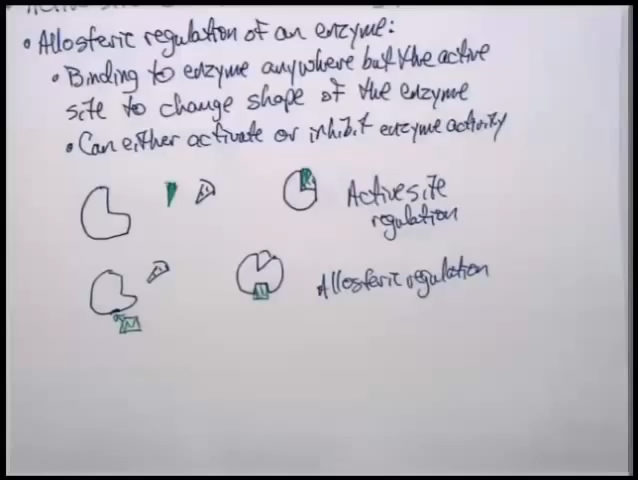 • Allosteric regulation of an enzyme:
• Binding to enzyme anywhere but the active
site to change shape of the enzyme
• Can either activate or inhibit enzyme activity
Active site
regulation
Allosteric regulation